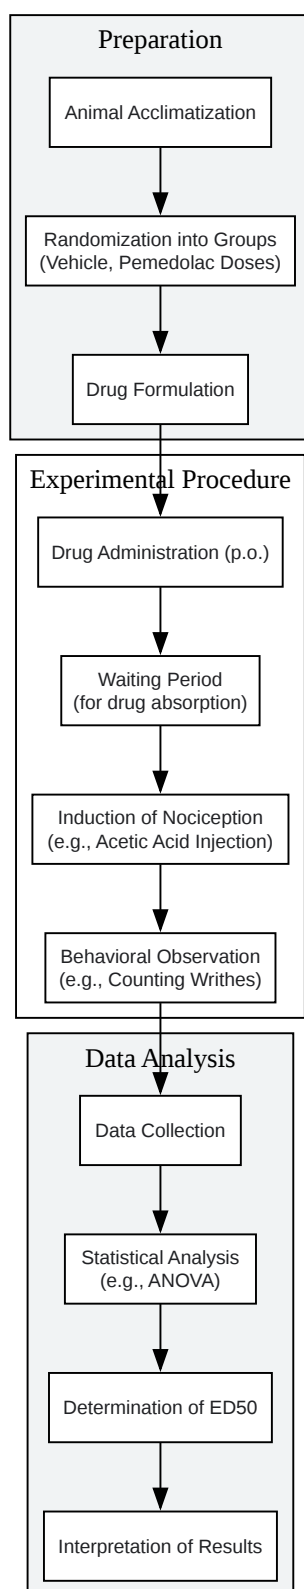 Preparation
Animal Acclimatization
Randomization into Groups
(Vehicle, Pemedolac Doses)
Drug Formulation
Experimental Procedure
Drug Administration (p.o.)
Waiting Period
(for drug absorption)
Induction of Nociception
(e.g., Acetic Acid Injection)
Behavioral Observation
(e.g., Counting Writhes)
Data Analysis
Data Collection
Statistical Analysis
(e.g., ANOVA)
Determination of ED50
Interpretation of Results